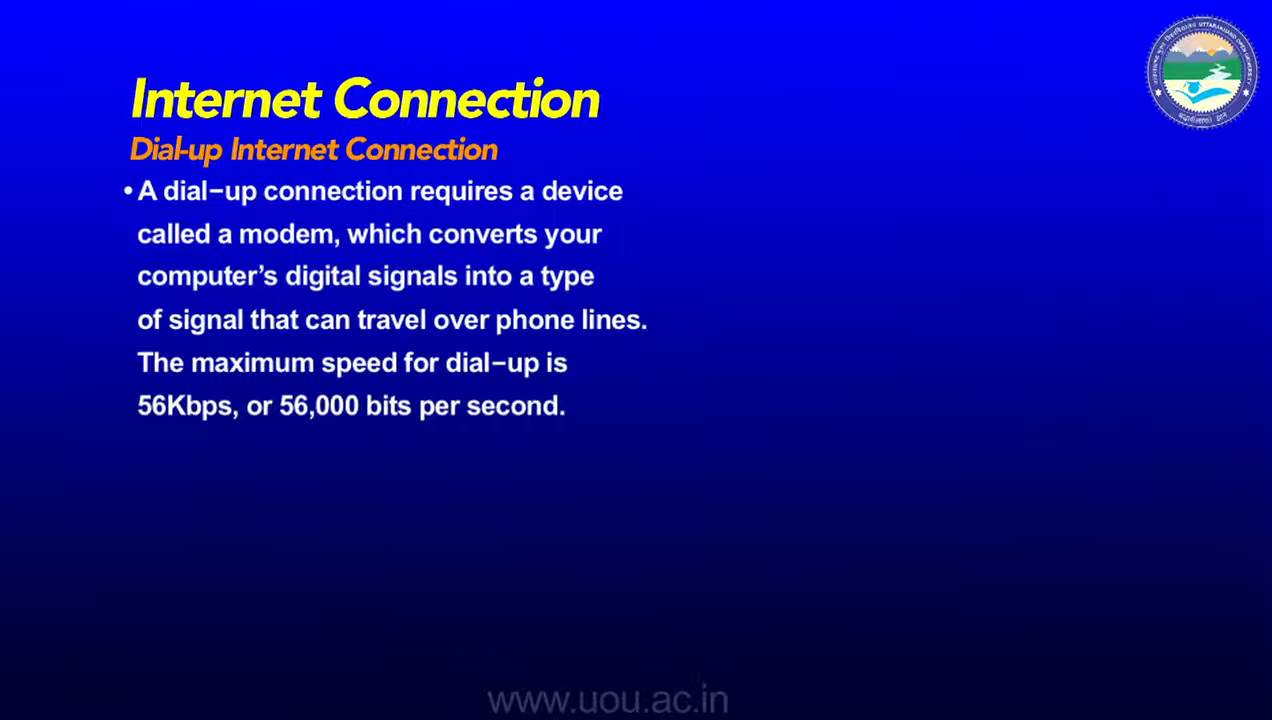 Internet Connection
Dial-up Internet Connection
• A dial-up connection requires a device
called a modem, which converts your
computer’s digital signals into a type
of signal that can travel over phone lines.
The maximum speed for dial-up is
56Kbps, or 56,000 bits per second.
www.uou.ac.in